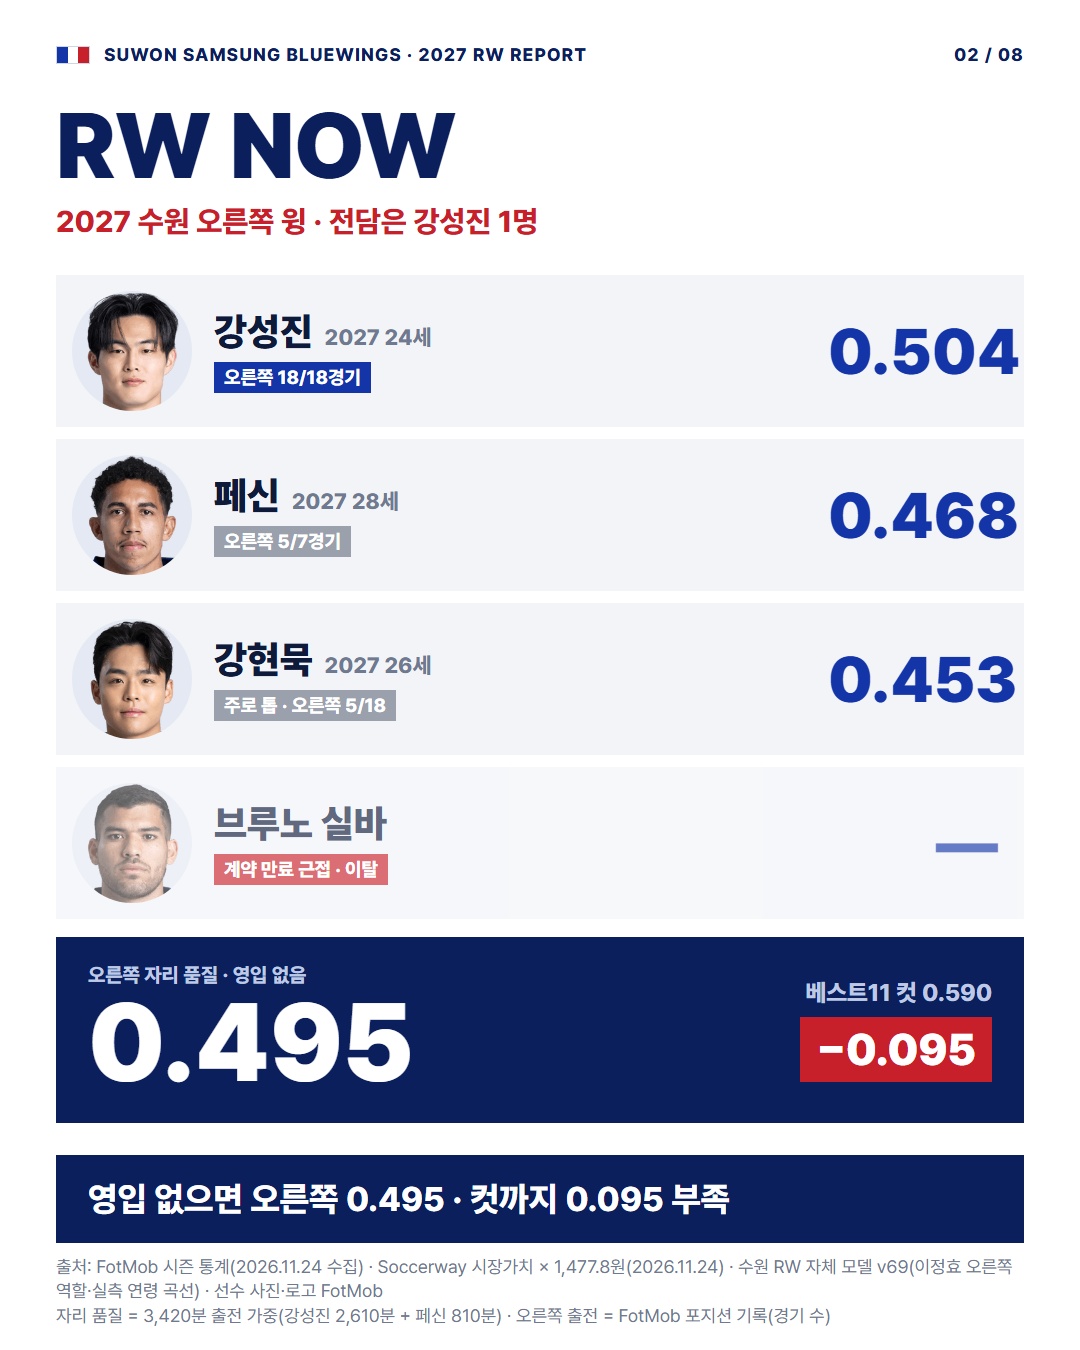 SUWON SAMSUNG BLUEWINGS · 2027 RW REPORT
02 / 08
RW NOW
2027 수원 오른쪽 윙 · 전담은 강성진 1명
강성진 2027 24세
오른쪽 18/18경기
0.504
페신 2027 28세
오른쪽 5/7경기
0.468
강현묵 2027 26세
주로 톱 · 오른쪽 5/18
0.453
브루노 실바
계약 만료 근접 · 이탈
—
오른쪽 자리 품질 · 영입 없음
0.495
베스트11 컷 0.590
−0.095
영입 없으면 오른쪽 0.495 · 컷까지 0.095 부족
출처: FotMob 시즌 통계(2026.11.24 수집) · Soccerway 시장가치 × 1,477.8원(2026.11.24) · 수원 RW 자체 모델 v69(이정효 오른쪽
역할·실측 연령 곡선) · 선수 사진·로고 FotMob
자리 품질 = 3,420분 출전 가중(강성진 2,610분 + 페신 810분) · 오른쪽 출전 = FotMob 포지션 기록(경기 수)